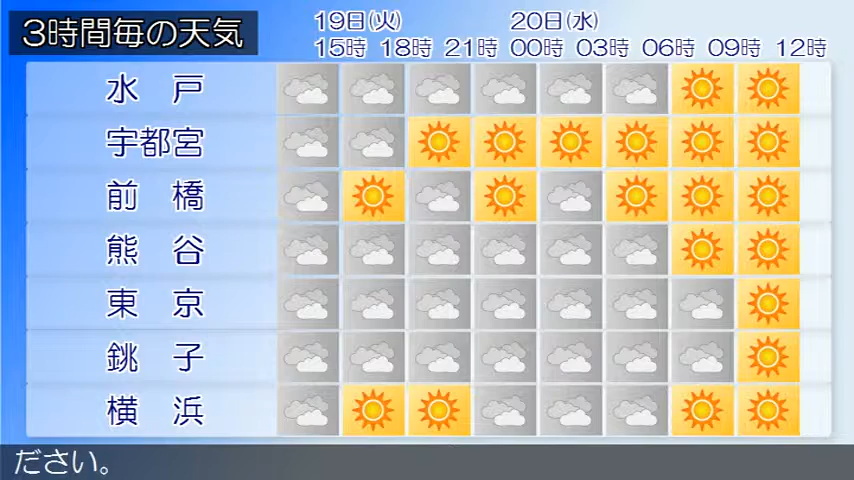 3時間毎の天気
19日(火) 20日(水)
15時 18時 21時 00時 03時 06時 09時 12時
水 戸
宇都宮
前 橋
熊 谷
東 京
銚 子
横 浜
ださい。